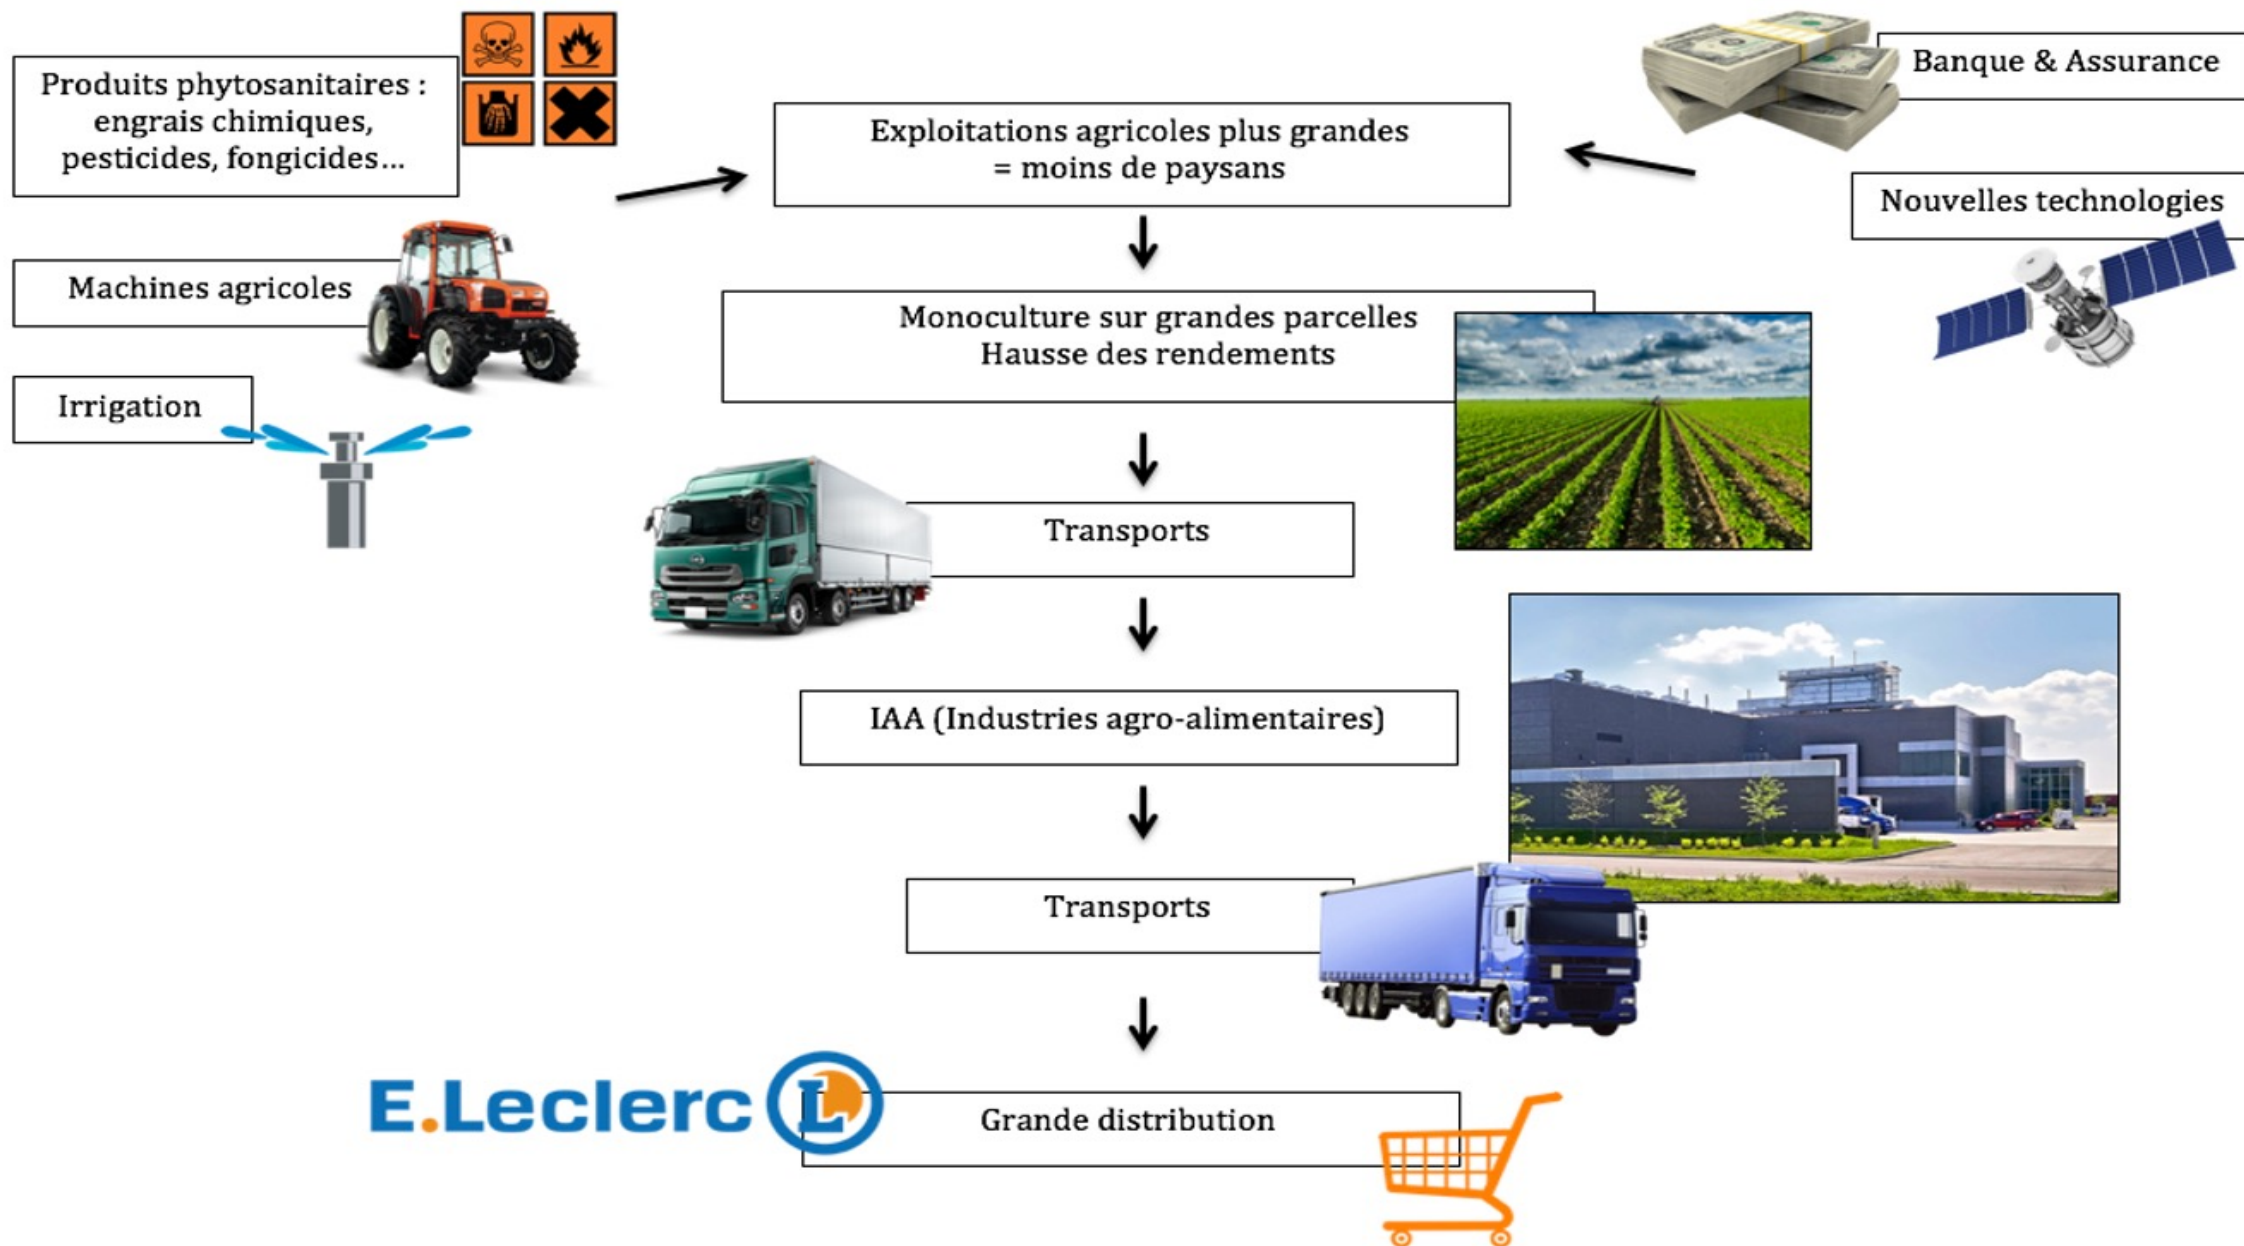 Produits phytosanitaires :
engrais chimiques,
pesticides, fongicides...
Machines agricoles
Irrigation
Exploitations agricoles plus grandes
= moins de paysans
Banque & Assurance
Nouvelles technologies
Monoculture sur grandes parcelles
Hausse des rendements
Transports
IAA (Industries agro-alimentaires)
Transports
E.Leclerc L
Grande distribution